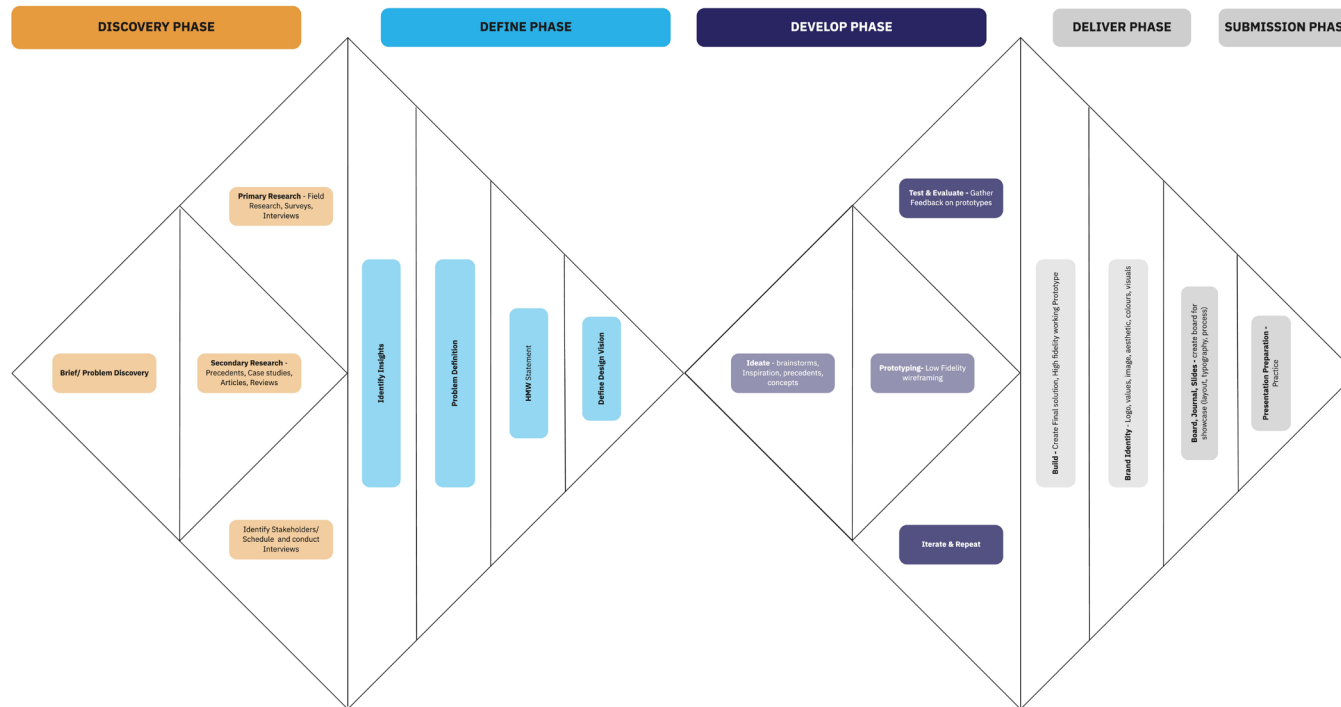 DISCOVERY PHASE
DEFINE PHASE
DEVELOP PHASE
DELIVER PHASE
SUBMISSION PHAS
Primary Research - Field
Research, Surveys,
Interviews
Brief/ Problem Discovery
Secondary Research -
Precedents, Case studies,
Articles, Reviews
Identify Stakeholders/
Schedule and conduct
Interviews
Identify Insights
Problem Definition
HMW Statement
Define Design Vision
Test & Evaluate - Gather
Feedback on prototypes
Ideate - brainstorms,
Inspiration, precedents,
concepts
Prototyping- Low Fidelity
wireframing
Iterate & Repeat
Build - Create Final solution, High fidelity working Prototype
Brand Identity - Logo, values, image, aesthetic, colours, visuals
Board, Journal, Slides - create board for
showcase (layout, typography, process)
Presentation Preparation -
Practice